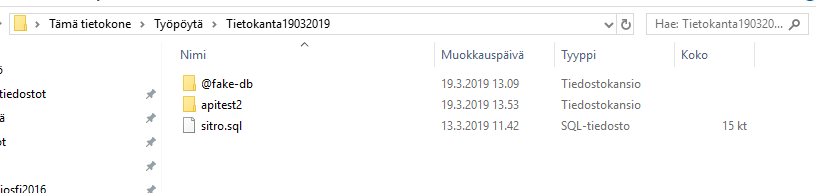 Tämä tietokone > Työpöytä > Tietokanta19032019
Hae: Tietokanta190320...
Nimi Muokkauspäivä Tyyppi Koko
@fake-db 19.3.2019 13.09 Tiedostokansio
apitest2 19.3.2019 13.53 Tiedostokansio
sitro.sql 13.3.2019 11.42 SQL-tiedosto 15 kt
tiedostot
ä
ot
iosfi2016